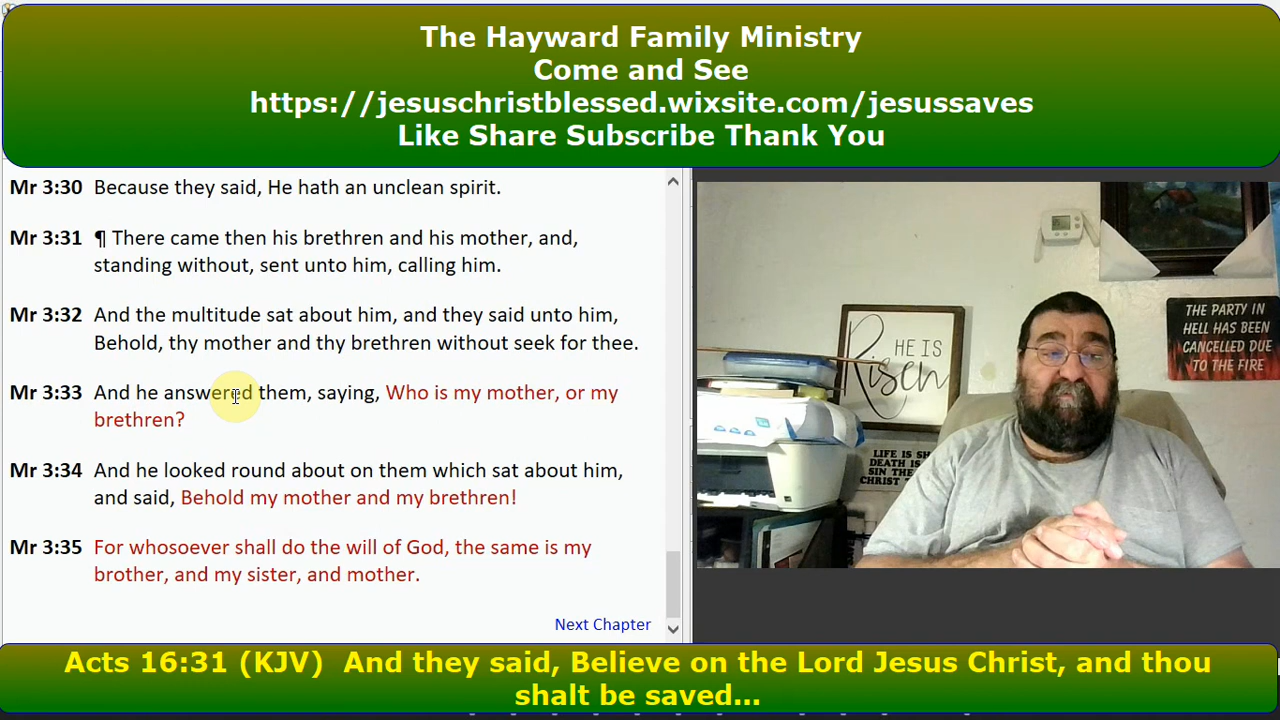 The Hayward Family Ministry
Come and See
https://jesuschristblessed.wixsite.com/jesussaves
Like Share Subscribe Thank You
Mr 3:30 Because they said, He hath an unclean spirit.
Mr 3:31 ¶ There came then his brethren and his mother, and,
standing without, sent unto him, calling him.
Mr 3:32 And the multitude sat about him, and they said unto him,
Behold, thy mother and thy brethren without seek for thee.
Mr 3:33 And he answered them, saying, Who is my mother, or my
brethren?
Mr 3:34 And he looked round about on them which sat about him,
and said, Behold my mother and my brethren!
Mr 3:35 For whosoever shall do the will of God, the same is my
brother, and my sister, and mother.
Next Chapter
HE IS
Risen
THE PARTY IN
HELL HAS BEEN
CANCELLED DUE
TO THE FIRE
LIFE IS
DEATH IS
SIN THE
CHRIST
Acts 16:31 (KJV) And they said, Believe on the Lord Jesus Christ, and thou
shalt be saved...